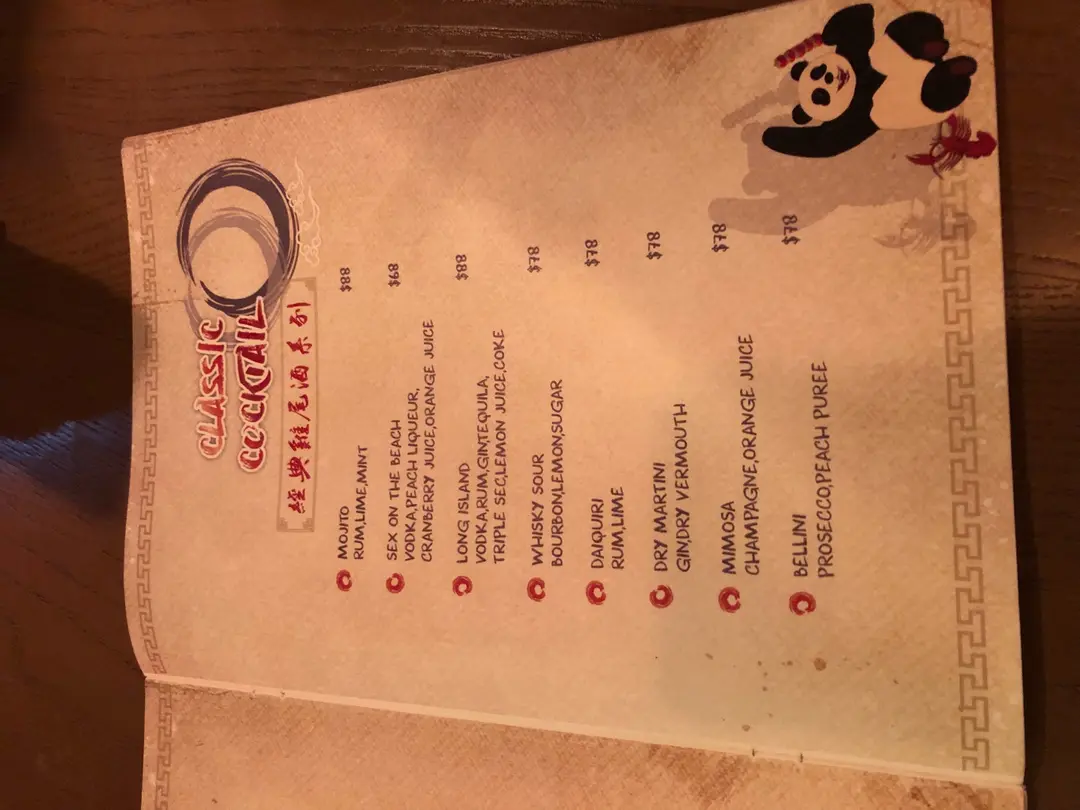 CLASSIC
COCKTAIL
經典雞尾酒系列
MOJITO $88
RUM,LIME,MINT
SEX ON THE BEACH $68
VODKA,PEACH LIQUEUR,
CRANBERRY JUICE,ORANGE JUICE
LONG ISLAND $88
VODKA,RUM,GIN,TEQUILA,
TRIPLE SEC,LEMON JUICE,COKE
WHISKY SOUR $78
BOURBON,LEMON,SUGAR
DAIQUIRI $78
RUM,LIME
DRY MARTINI $78
GIN,DRY VERMOUTH
MIMOSA $78
CHAMPAGNE,ORANGE JUICE
BELLINI $78
PROSECCO,PEACH PUREE